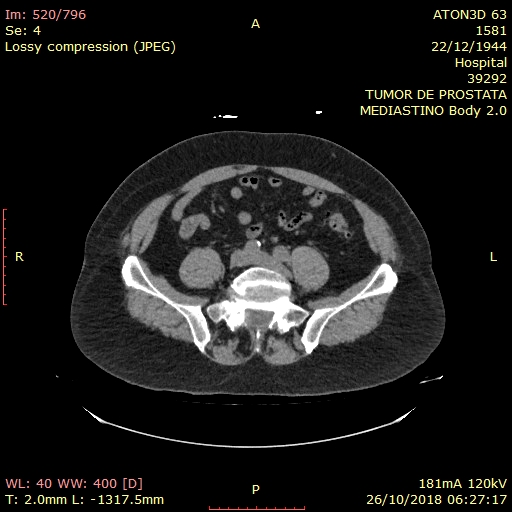 Im: 520/796
Se: 4
Lossy compression (JPEG)
A
ATON3D 63
1581
22/12/1944
Hospital
39292
TUMOR DE PROSTATA
MEDIASTINO Body 2.0
R
L
WL: 40 WW: 400 [D]
T: 2.0mm L: -1317.5mm
P
181mA 120kV
26/10/2018 06:27:17